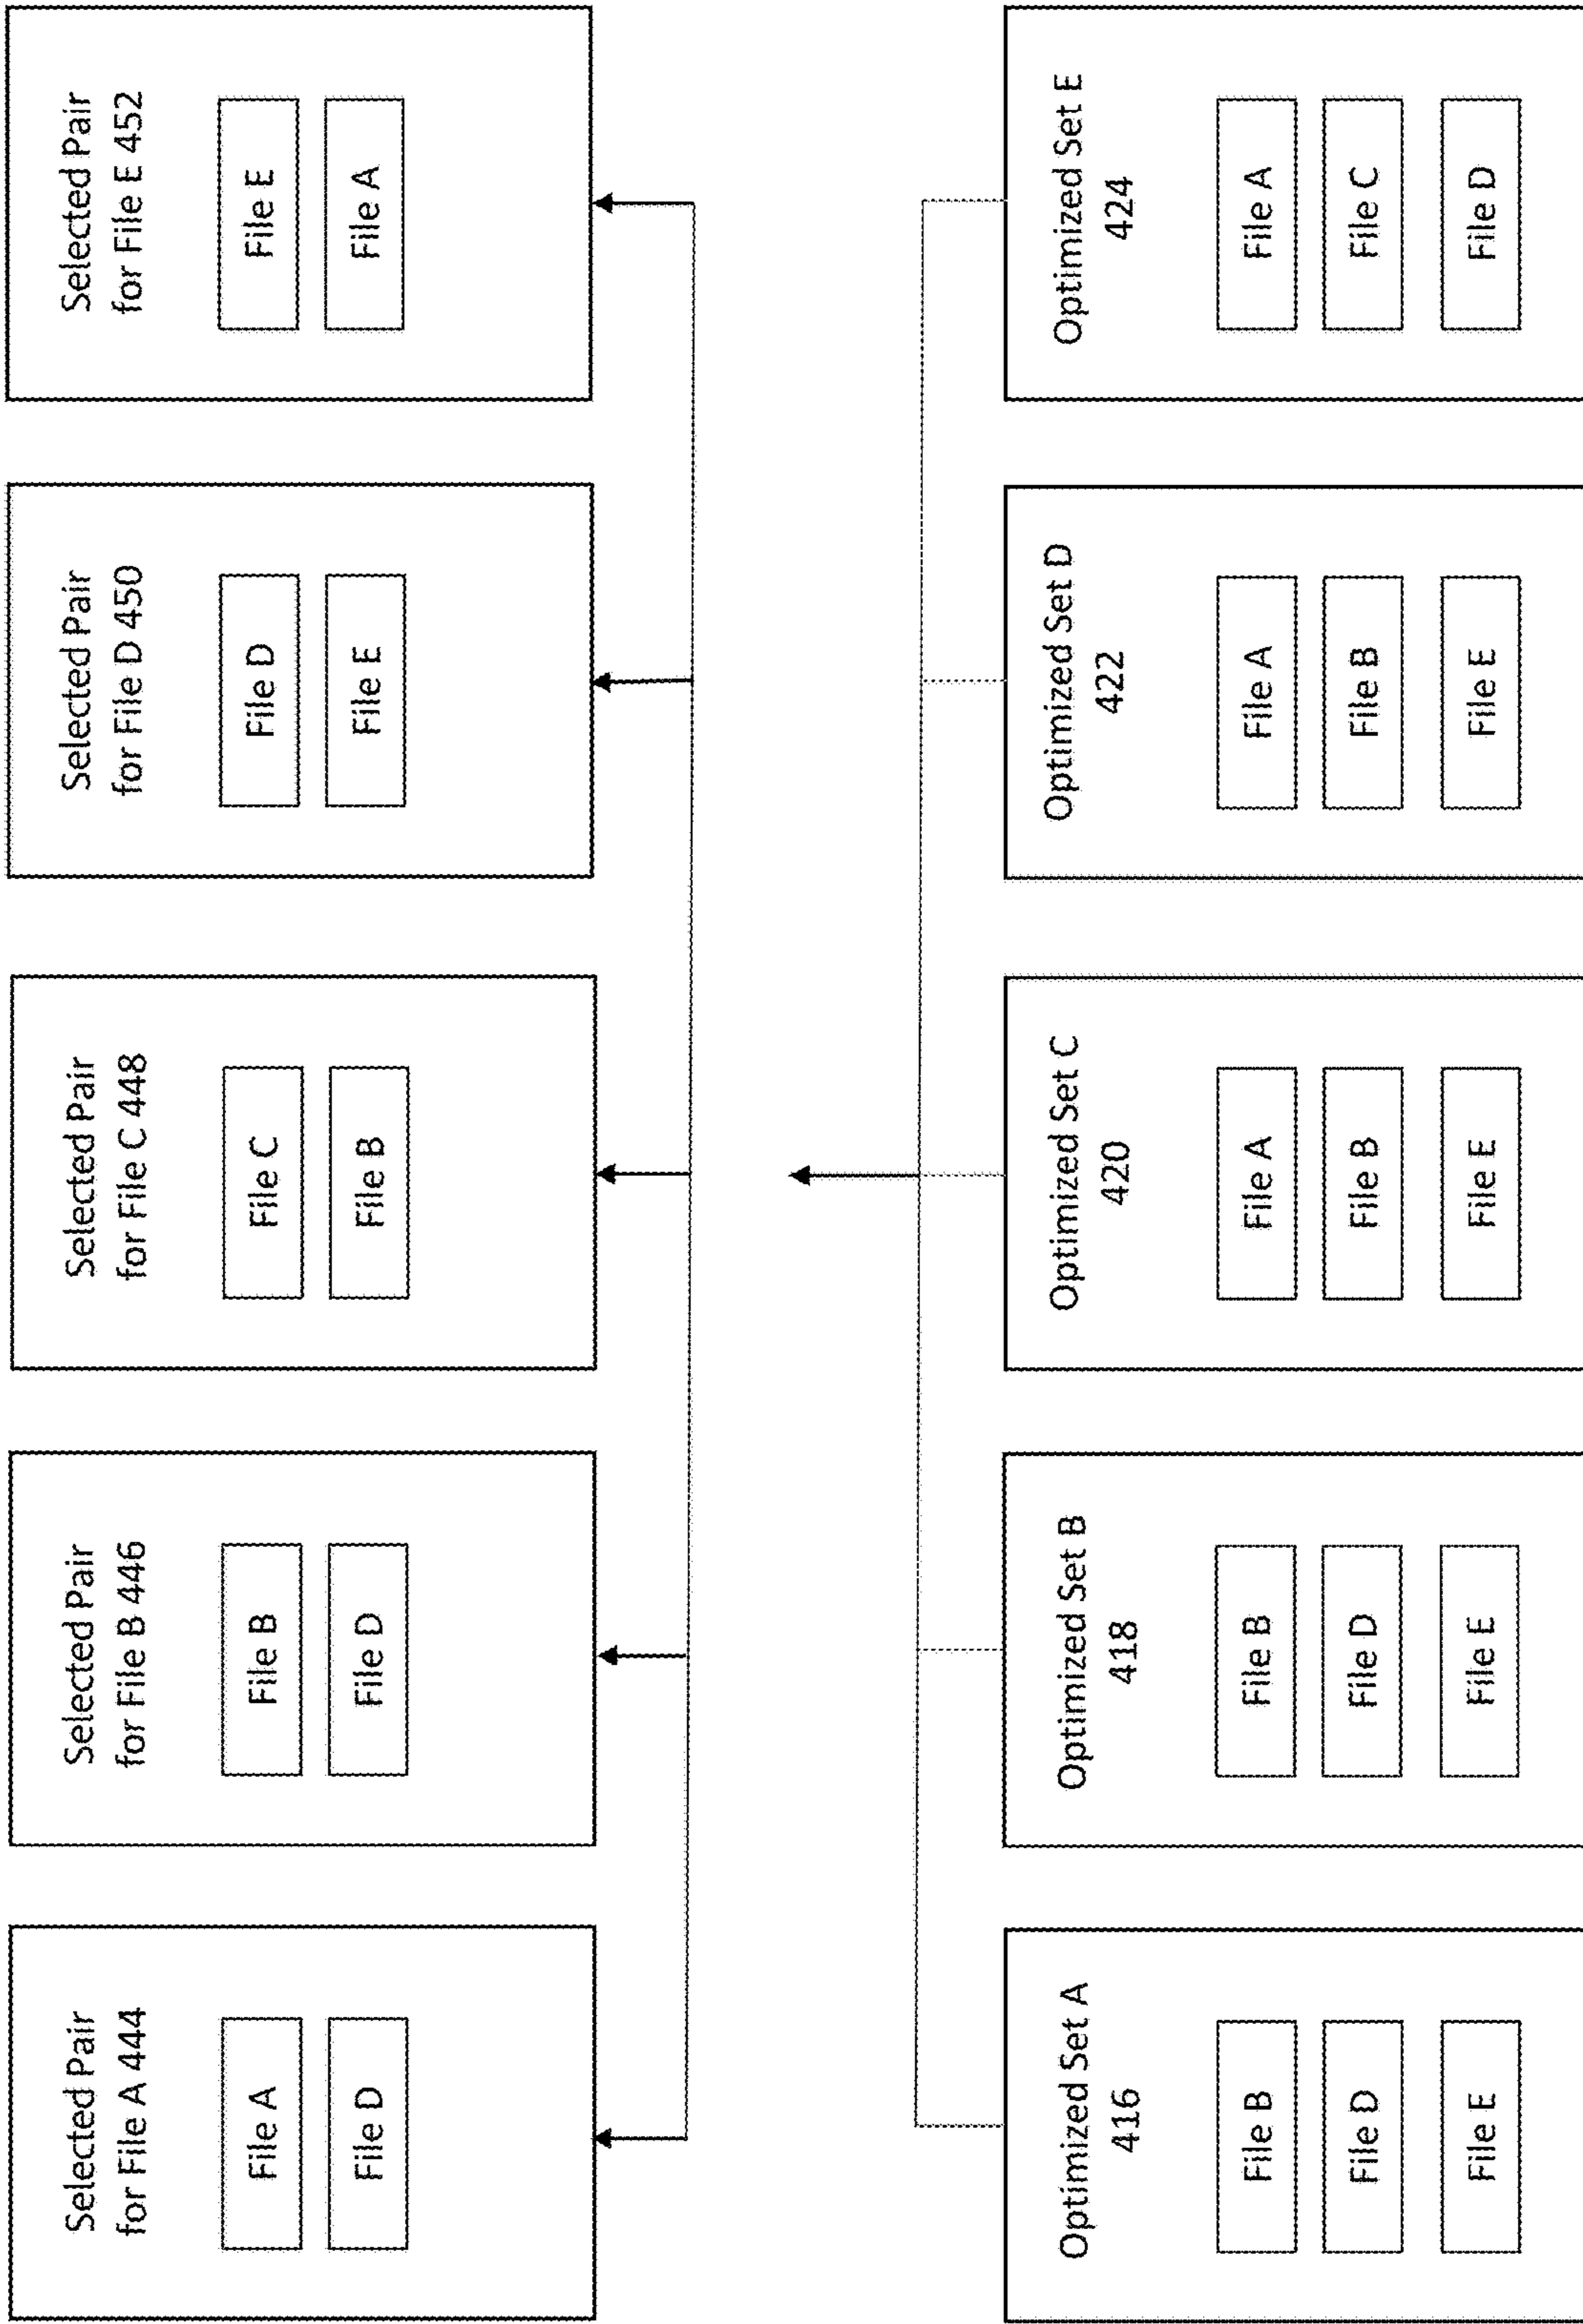 Selected Pair
for File A 444
File A
File D
Selected Pair
for File B 446
File B
File D
Selected Pair
for File C 448
File C
File B
Selected Pair
for File D 450
File D
File E
Selected Pair
for File E 452
File E
File A
Optimized Set A
416
File B
File D
File E
Optimized Set B
418
File B
File D
File E
Optimized Set C
420
File A
File B
File E
Optimized Set D
422
File A
File B
File E
Optimized Set E
424
File A
File C
File D